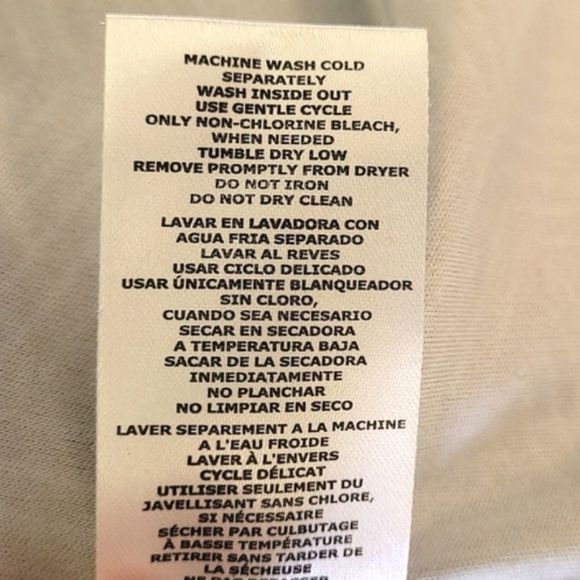 MACHINE WASH COLD
SEPARATELY
WASH INSIDE OUT
USE GENTLE CYCLE
ONLY NON-CHLORINE BLEACH,
WHEN NEEDED
TUMBLE DRY LOW
REMOVE PROMPTLY FROM DRYER
DO NOT IRON
DO NOT DRY CLEAN
LAVAR EN LAVADORA CON
AGUA FRIA SEPARADO
LAVAR AL REVES
USAR CICLO DELICADO
USAR ÚNICAMENTE BLANQUEADOR
SIN CLORO,
CUANDO SEA NECESARIO
SECAR EN SECADORA
A TEMPERATURA BAJA
SACAR DE LA SECADORA
INMEDIATAMENTE
NO PLANCHAR
NO LIMPIAR EN SECO
LAVER SEPAREMENT A LA MACHINE
A L'EAU FROIDE
LAVER À L'ENVERS
CYCLE DÉLICAT
UTILISER SEULEMENT DU
JAVELLISANT SANS CHLORE,
SI NÉCESSAIRE
SÉCHER PAR CULBUTAGE
À BASSE TEMPÉRATURE
RETIRER SANS TARDER DE
LA SÉCHEUSE
NE PAS REPASSER